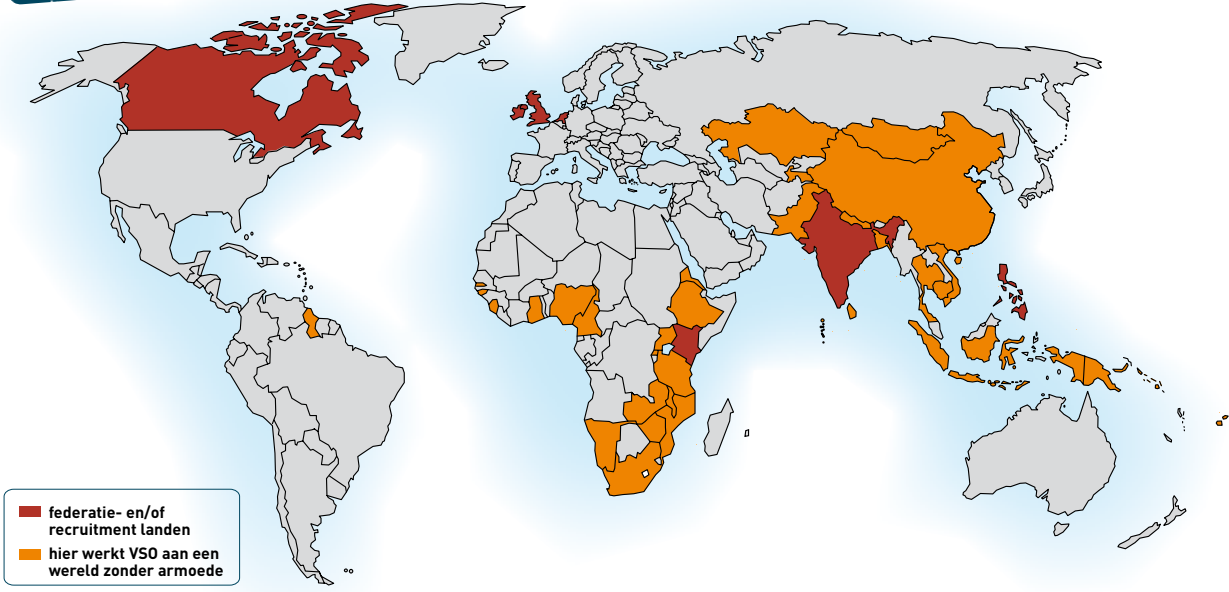 federatie- en/of
recruitment landen
hier werkt VSO aan een
wereld zonder armoede